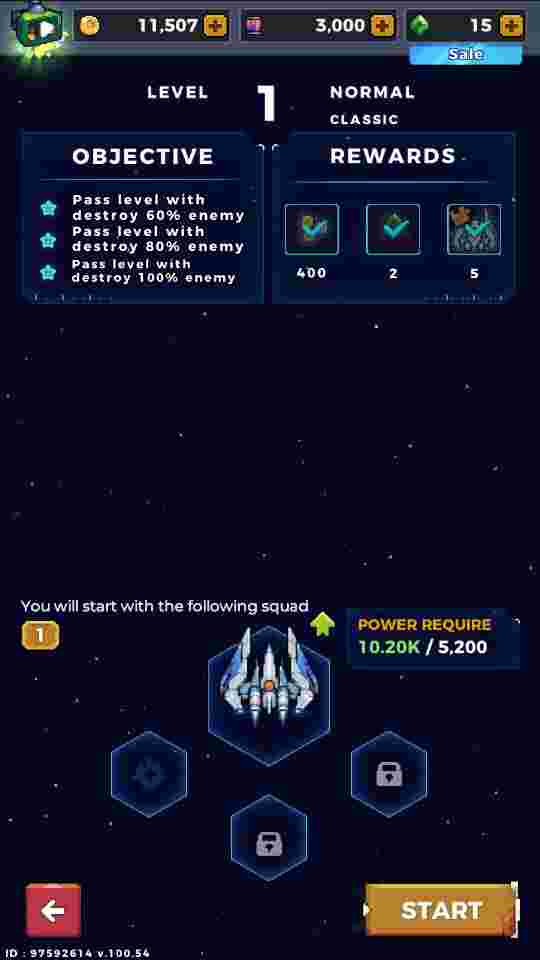 11,507
3,000
15
Sale
LEVEL
1
NORMAL
CLASSIC
OBJECTIVE
Pass level with
destroy 60% enemy
Pass level with
destroy 80% enemy
Pass level with
destroy 100% enemy
REWARDS
400
2
5
You will start with the following squad
1
POWER REQUIRE
10.20K / 5,200
START
ID : 97592614 v.100.54